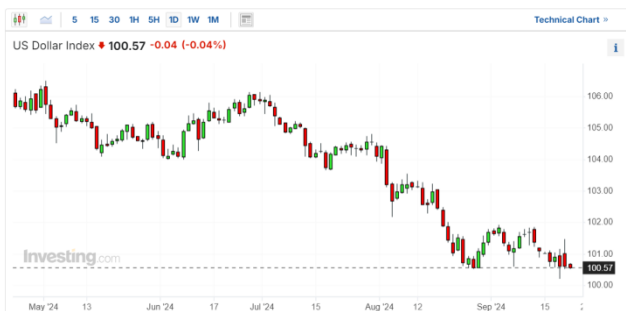 5 15 30 1H 5H 1D 1W 1M Technical Chart »
US Dollar Index 100.57 -0.04 (-0.04%)
i
106.00
105.00
104.00
103.00
102.00
101.00
Investing.com
100.57
100.00
May '24 13 Jun '24 17 Jul '24 15 Aug '24 12 Sep '24 15